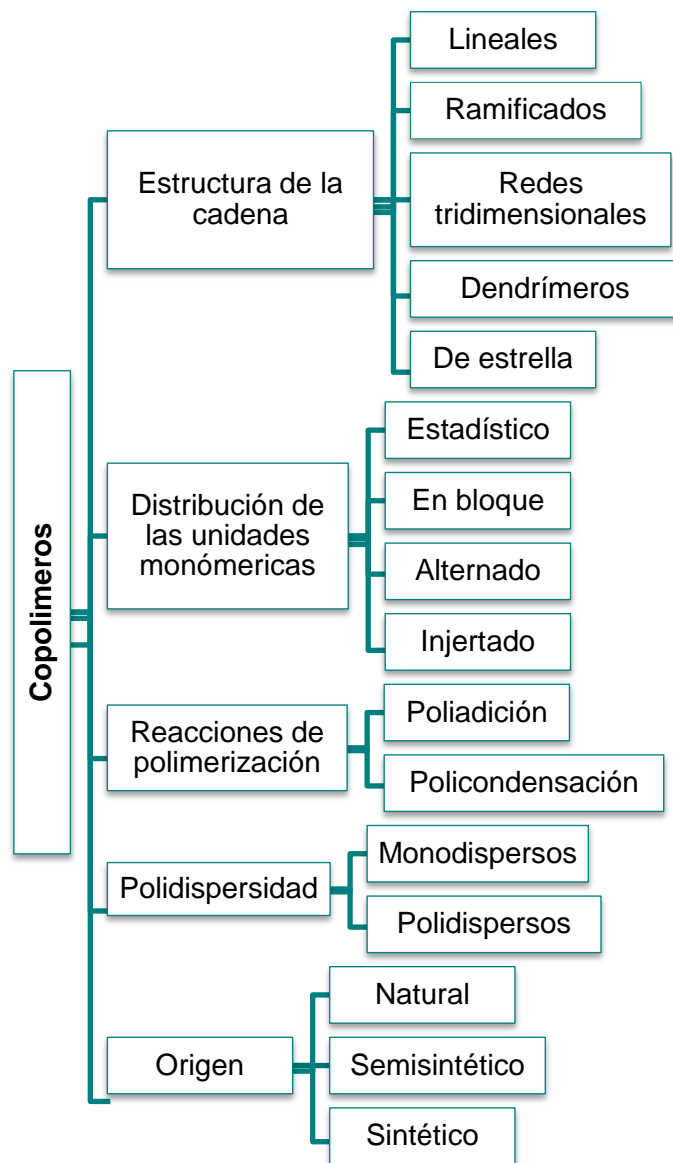 Copolimeros
Estructura de la
cadena
Lineales
Ramificados
Redes
tridimensionales
Dendrímeros
De estrella
Distribución de
las unidades
monómericas
Estadístico
En bloque
Alternado
Injertado
Reacciones de
polimerización
Poliadición
Policondensación
Polidispersidad
Monodispersos
Polidispersos
Origen
Natural
Semisintético
Sintético